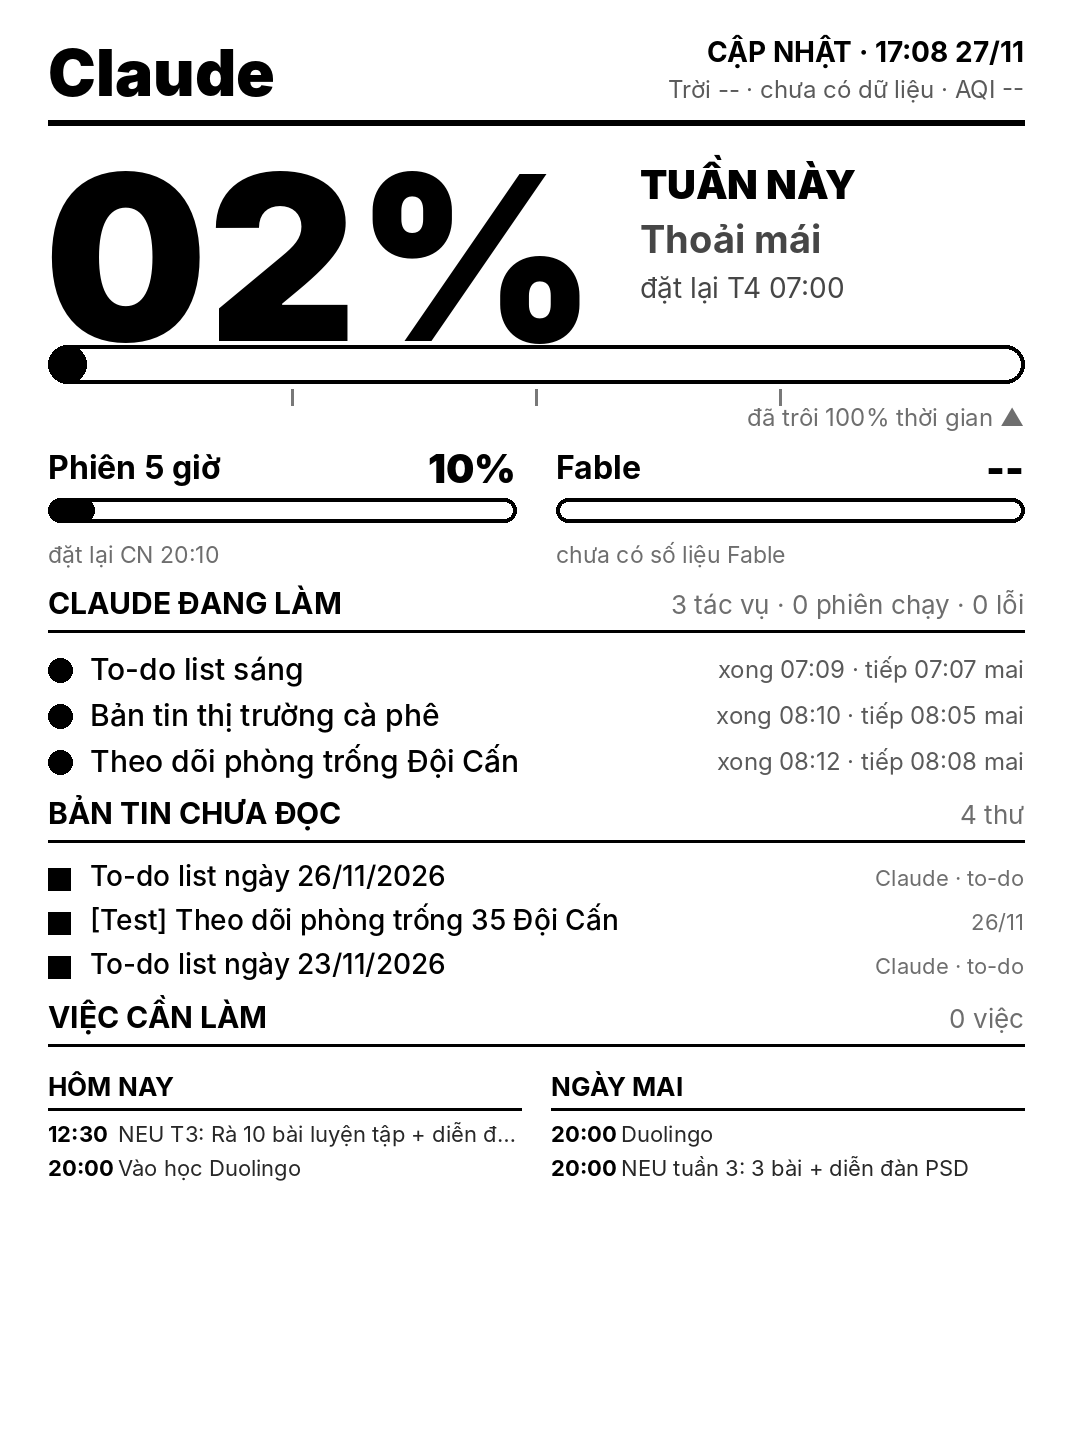 Claude
CẬP NHẬT · 17:08 27/11
Trời -- · chưa có dữ liệu · AQI --
02%
TUẦN NÀY
Thoải mái
đặt lại T4 07:00
đã trôi 100% thời gian ▲
Phiên 5 giờ 10%
đặt lại CN 20:10
Fable --
chưa có số liệu Fable
CLAUDE ĐANG LÀM 3 tác vụ · 0 phiên chạy · 0 lỗi
To-do list sáng xong 07:09 · tiếp 07:07 mai
Bản tin thị trường cà phê xong 08:10 · tiếp 08:05 mai
Theo dõi phòng trống Đội Cấn xong 08:12 · tiếp 08:08 mai
BẢN TIN CHƯA ĐỌC 4 thư
To-do list ngày 26/11/2026 Claude · to-do
[Test] Theo dõi phòng trống 35 Đội Cấn 26/11
To-do list ngày 23/11/2026 Claude · to-do
VIỆC CẦN LÀM 0 việc
HÔM NAY
12:30 NEU T3: Rà 10 bài luyện tập + diễn đ...
20:00 Vào học Duolingo
NGÀY MAI
20:00 Duolingo
20:00 NEU tuần 3: 3 bài + diễn đàn PSD